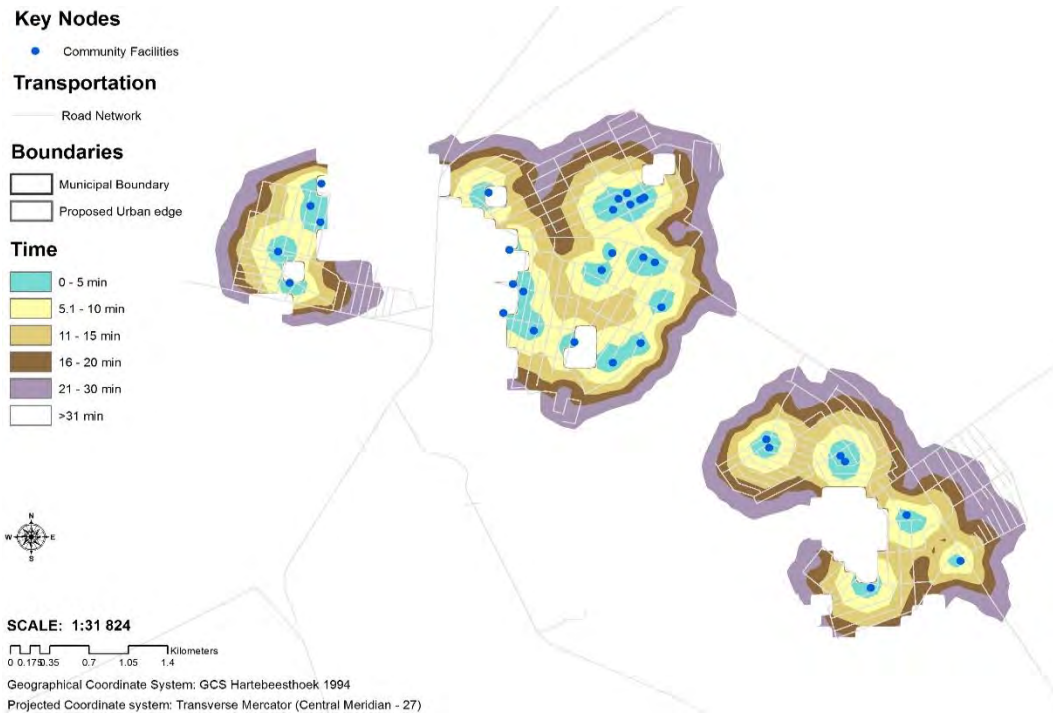 Key Nodes
Community Facilities
Transportation
Road Network
Boundaries
Municipal Boundary
Proposed Urban edge
Time
0 - 5 min
5.1 - 10 min
11 - 15 min
16 - 20 min
21 - 30 min
>31 min
N
W E
S
SCALE: 1:31 824
Kilometers
0 0.175 0.35 0.7 1.05 1.4
Geographical Coordinate System: GCS Hartebeesthoek 1994
Projected Coordinate system: Transverse Mercator (Central Meridian - 27)